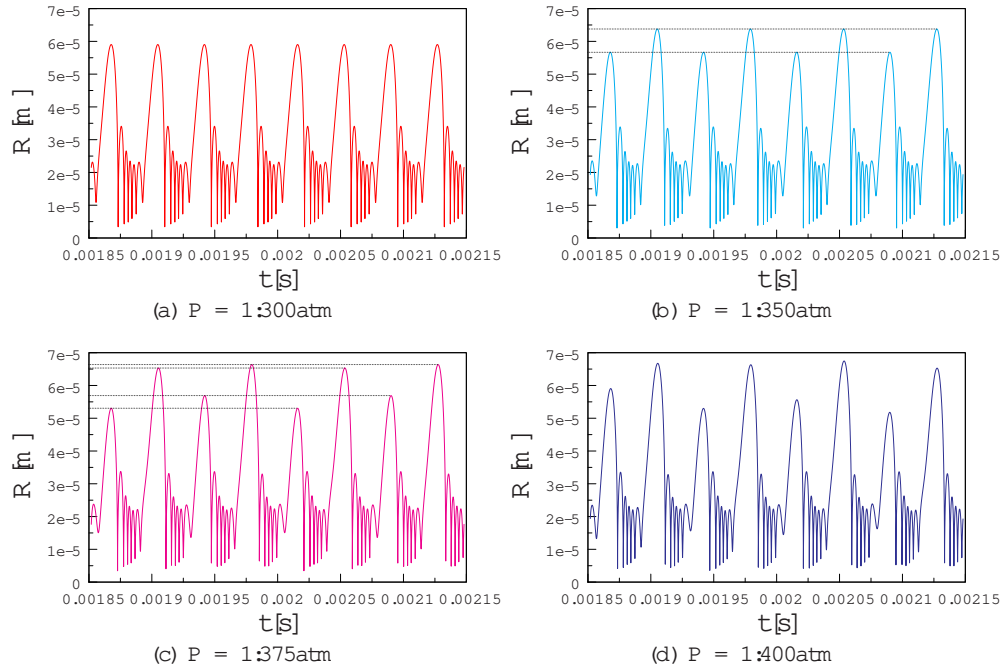 7e-5
6e-5
5e-5
4e-5
3e-5
2e-5
1e-5
0
R [m]
0.00185 0.0019 0.00195 0.002 0.00205 0.0021 0.00215
t[s]
(a) P = 1:300atm
7e-5
6e-5
5e-5
4e-5
3e-5
2e-5
1e-5
0
R [m]
0.00185 0.0019 0.00195 0.002 0.00205 0.0021 0.00215
t[s]
(b) P = 1:350atm
7e-5
6e-5
5e-5
4e-5
3e-5
2e-5
1e-5
0
R [m]
0.00185 0.0019 0.00195 0.002 0.00205 0.0021 0.00215
t[s]
(c) P = 1:375atm
7e-5
6e-5
5e-5
4e-5
3e-5
2e-5
1e-5
0
R [m]
0.00185 0.0019 0.00195 0.002 0.00205 0.0021 0.00215
t[s]
(d) P = 1:400atm